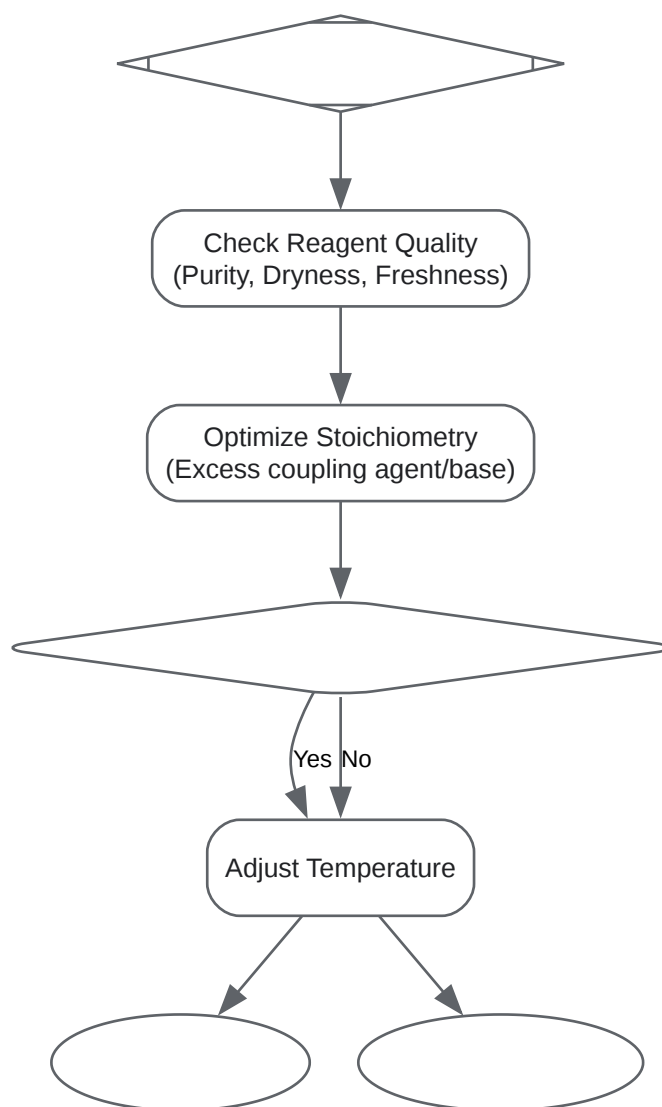 Check Reagent Quality
(Purity, Dryness, Freshness)
Optimize Stoichiometry
(Excess coupling agent/base)
Yes No
Adjust Temperature